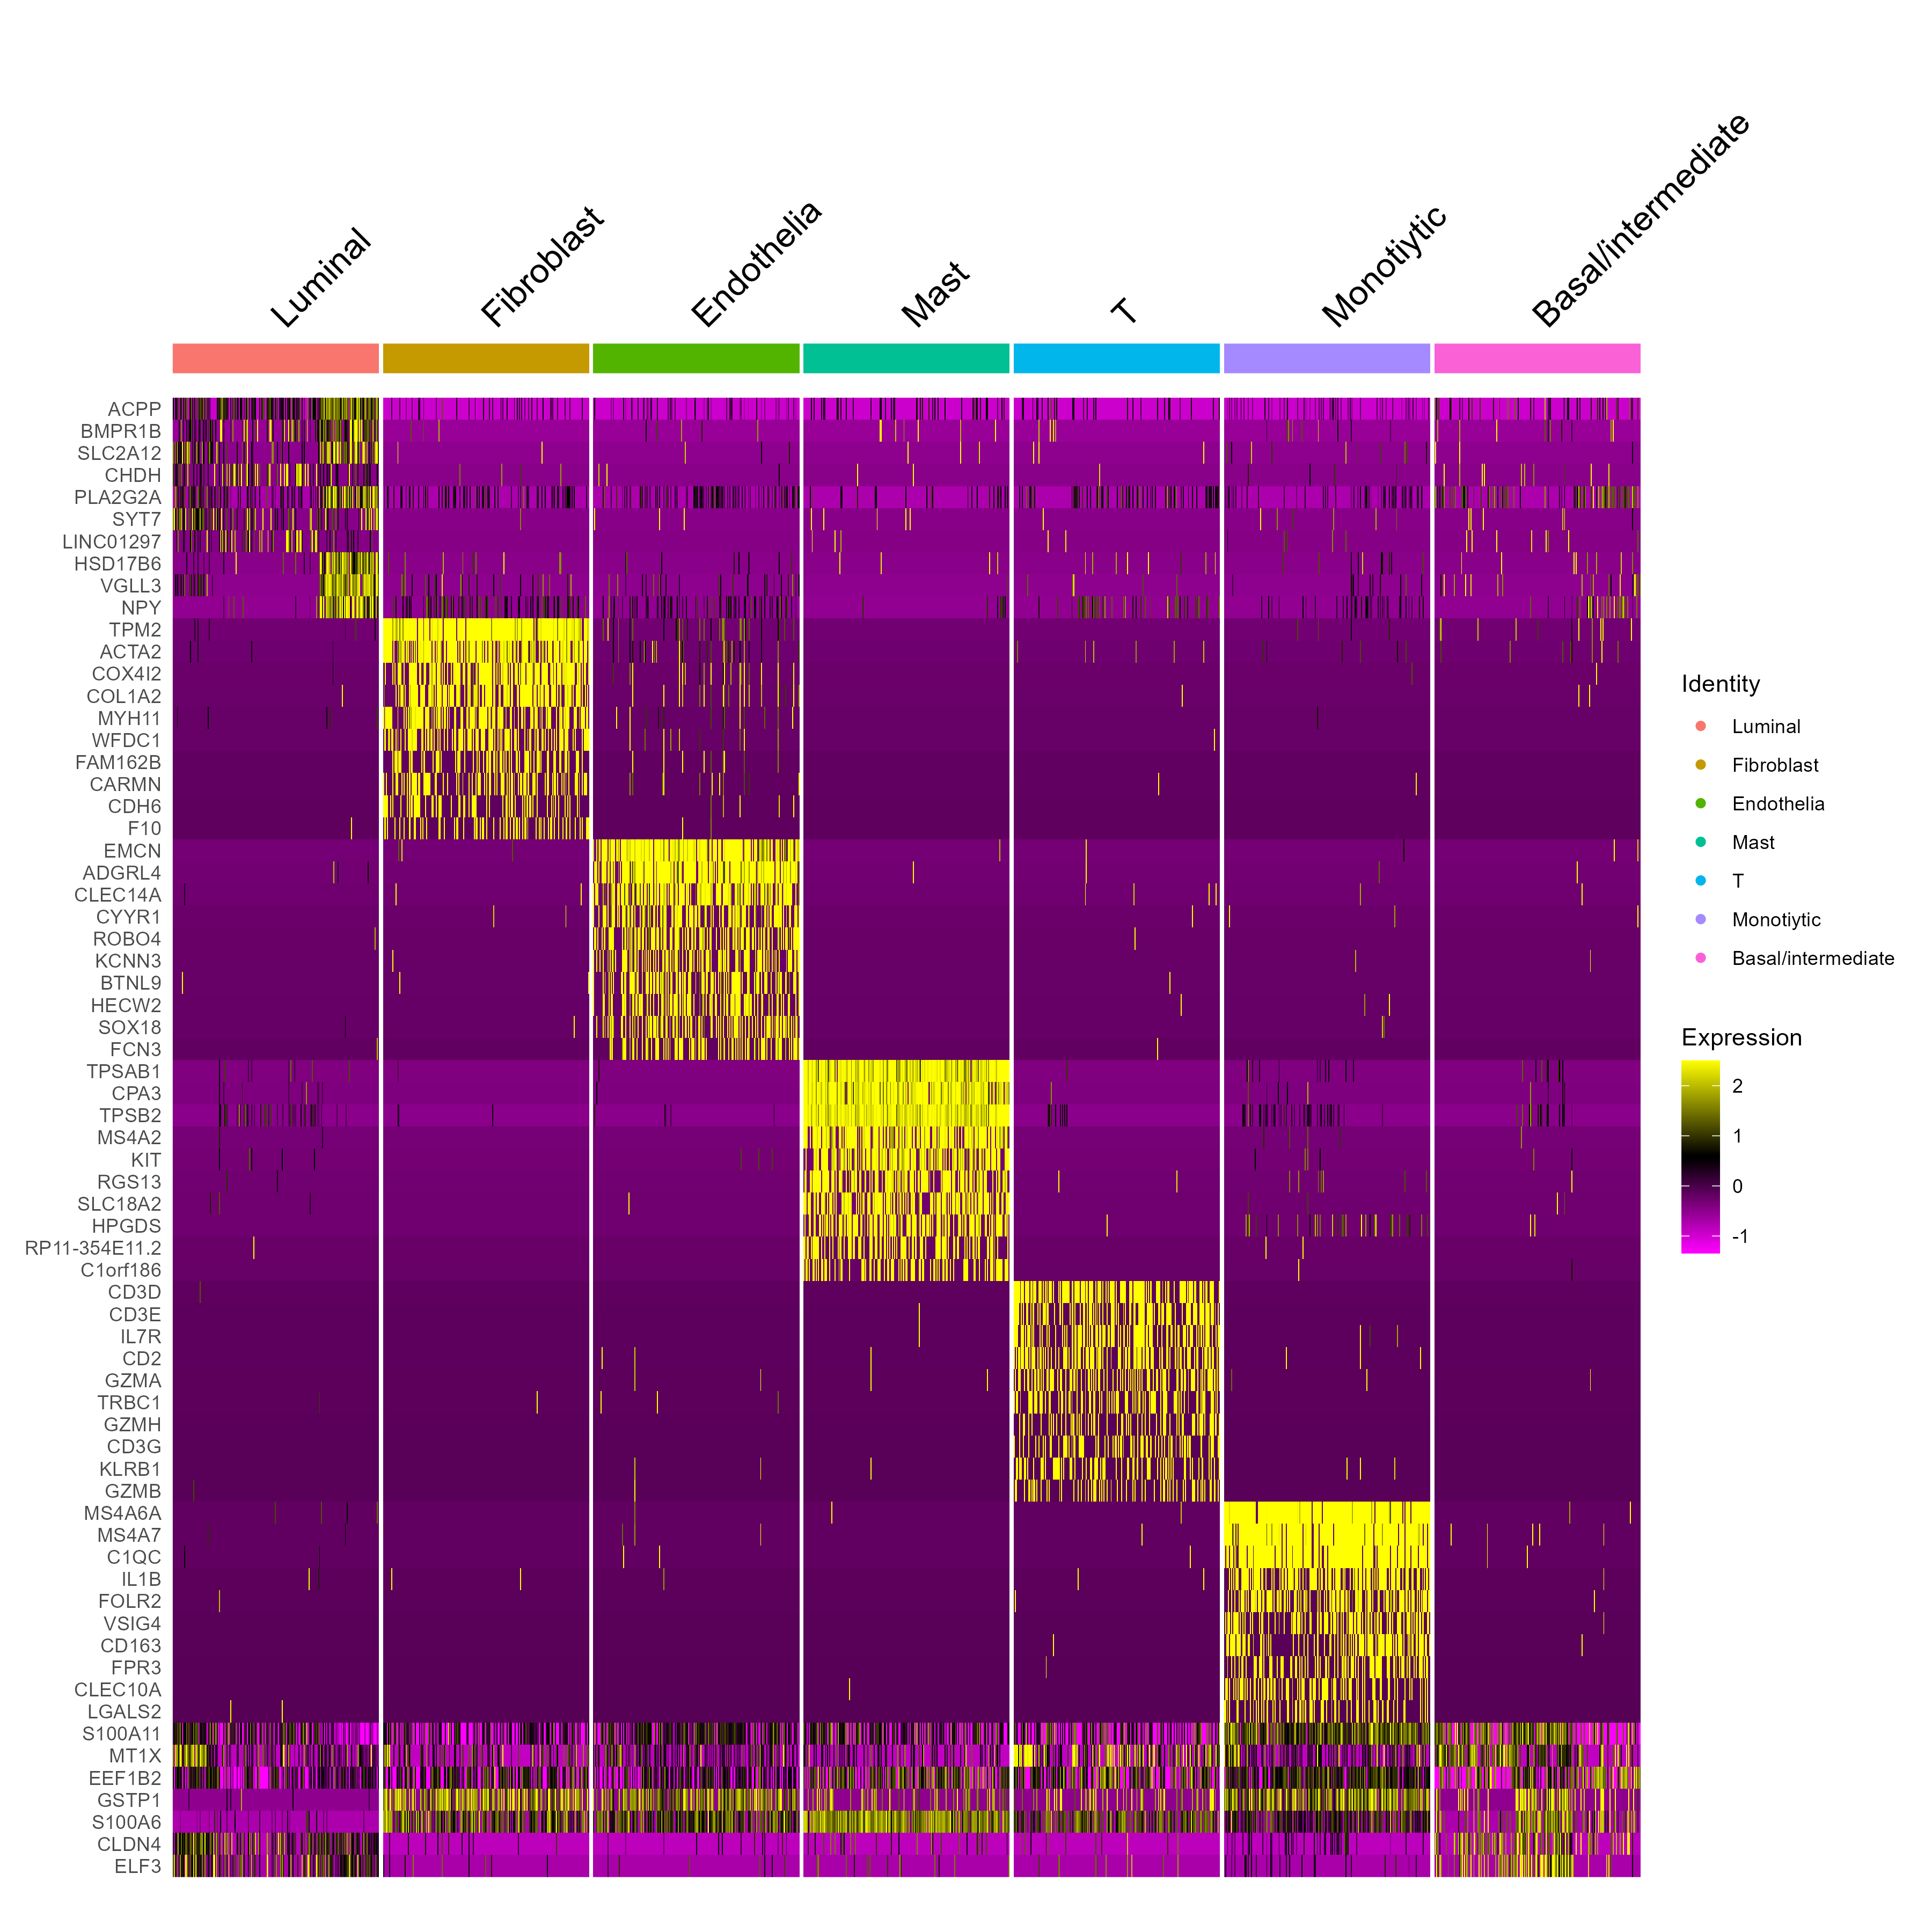 Luminal
Fibroblast
Endothelia
Mast
T
Monotiytic
Basal/intermediate
ACPP
BMPR1B
SLC2A12
CHDH
PLA2G2A
SYT7
LINC01297
HSD17B6
VGLL3
NPY
TPM2
ACTA2
COX4I2
COL1A2
MYH11
WFDC1
FAM162B
CARMN
CDH6
F10
EMCN
ADGRL4
CLEC14A
CYYR1
ROBO4
KCNN3
BTNL9
HECW2
SOX18
FCN3
TPSAB1
CPA3
TPSB2
MS4A2
KIT
RGS13
SLC18A2
HPGDS
RP11-354E11.2
C1orf186
CD3D
CD3E
IL7R
CD2
GZMA
TRBC1
GZMH
CD3G
KLRB1
GZMB
MS4A6A
MS4A7
C1QC
IL1B
FOLR2
VSIG4
CD163
FPR3
CLEC10A
LGALS2
S100A11
MT1X
EEF1B2
GSTP1
S100A6
CLDN4
ELF3
Identity
Luminal
Fibroblast
Endothelia
Mast
T
Monotiytic
Basal/intermediate
Expression
2
1
0
-1